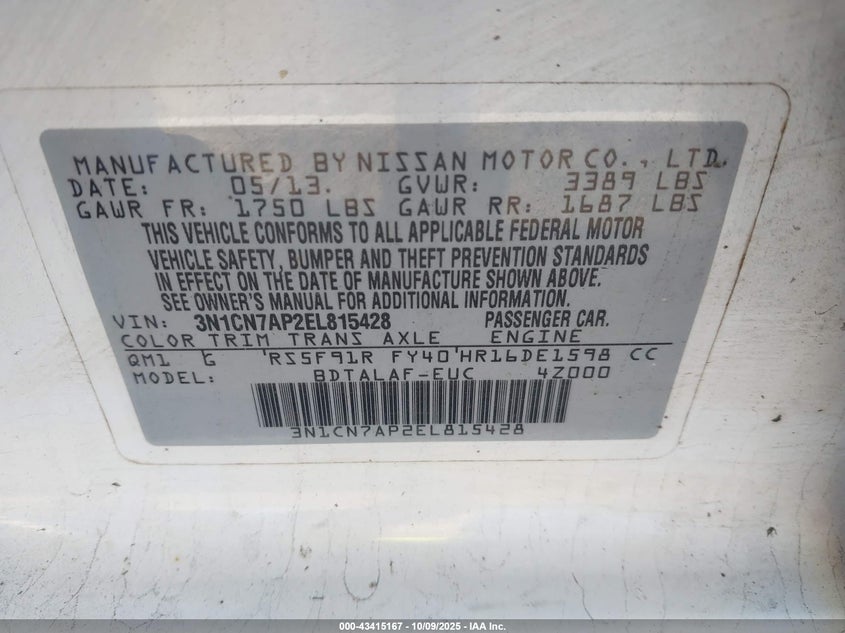 MANUFACTURED BY NISSAN MOTOR CO., LTD.
DATE: 05/13. GVWR: 3389 LBS
GAWR FR: 1750 LBS GAWR RR: 1687 LBS
THIS VEHICLE CONFORMS TO ALL APPLICABLE FEDERAL MOTOR
VEHICLE SAFETY, BUMPER AND THEFT PREVENTION STANDARDS
IN EFFECT ON THE DATE OF MANUFACTURE SHOWN ABOVE.
SEE OWNER'S MANUAL FOR ADDITIONAL INFORMATION.
VIN: 3N1CN7AP2EL815428 PASSENGER CAR.
COLOR TRIM TRANS AXLE ENGINE
QM1 G 'RS5F91R FY40'HR16DE1598 CC
MODEL: BDTALAF-EUC 4Z000
3N1CN7AP2EL815428
000-43415167 - 10/09/2025 - IAA Inc.